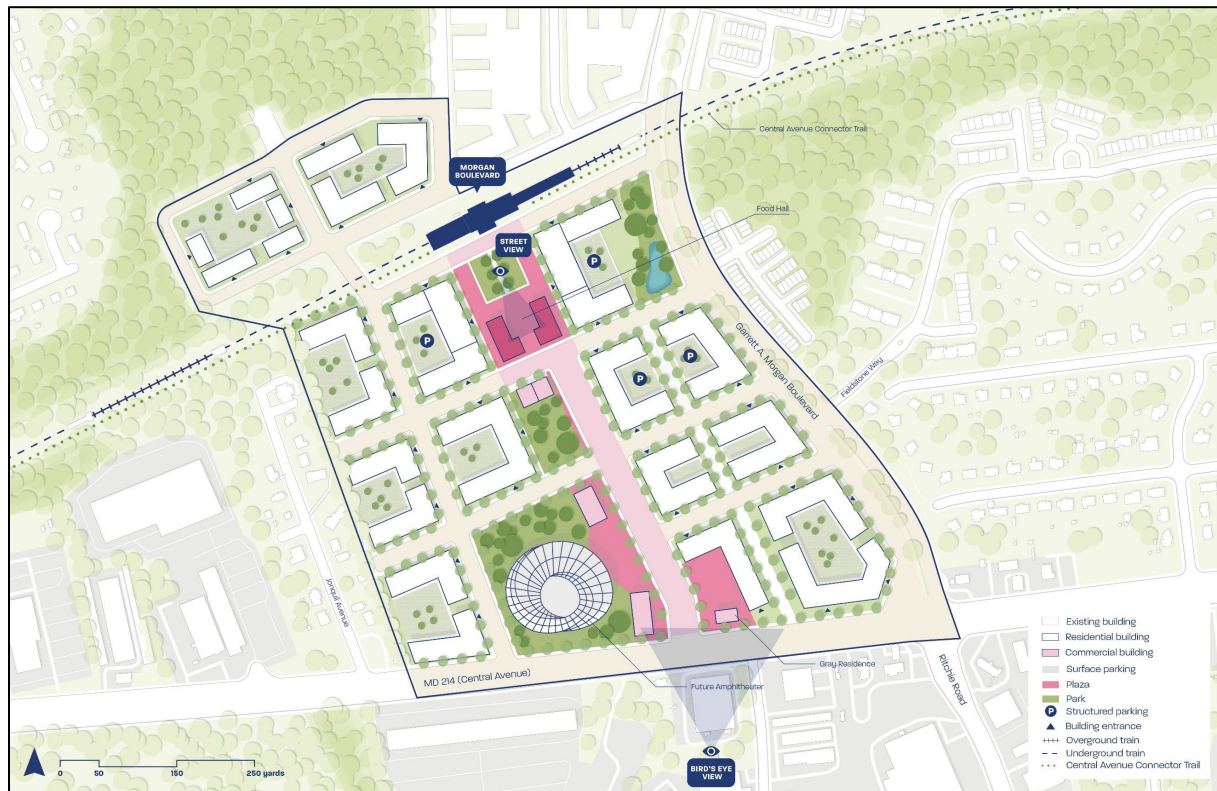 Central Avenue Connector Trail
MORGAN
BOULEVARD
Food Hall
STREET
VIEW
P
P
P
P
Garrett A. Morgan Boulevard
Fieldstone Way
Jonquil Avenue
MD 214 (Central Avenue)
Gray Residence
Future Amphitheater
Ritchie Road
BIRD'S EYE
VIEW
0 50 150 250 yards
Existing building
Residential building
Commercial building
Surface parking
Plaza
Park
P Structured parking
Building entrance
Overground train
Underground train
Central Avenue Connector Trail